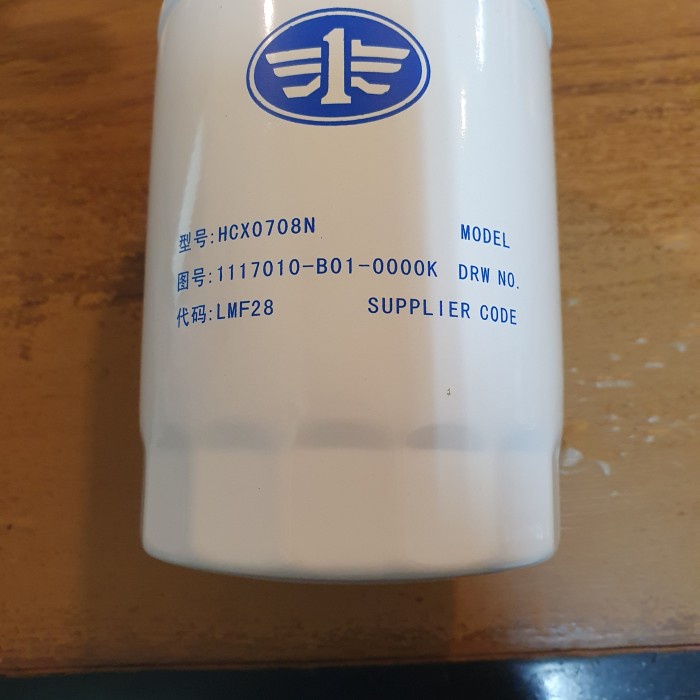 型号:HCX0708N MODEL
图号:1117010-B01-0000K DRW NO.
代码:LMF28 SUPPLIER CODE